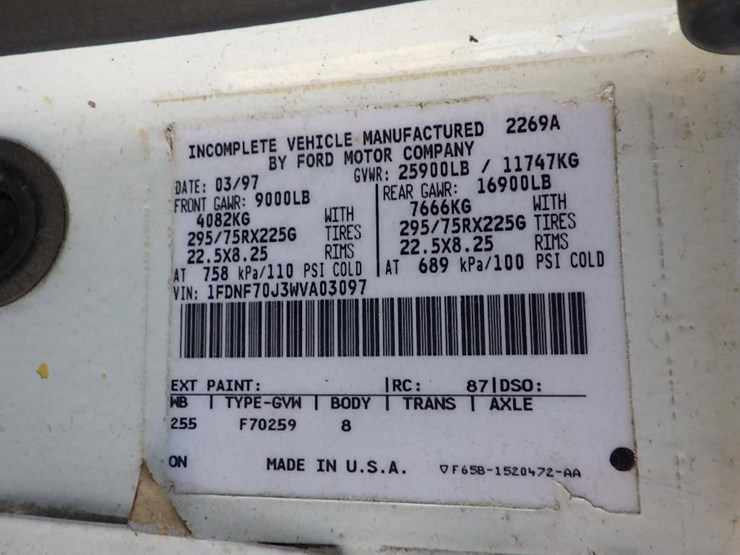 INCOMPLETE VEHICLE MANUFACTURED 2269A
BY FORD MOTOR COMPANY
DATE: 03/97 GVWR: 25900LB / 11747KG
FRONT GAWR: 9000LB REAR GAWR: 16900LB
4082KG WITH 7666KG WITH
295/75RX225G TIRES 295/75RX225G TIRES
22.5X8.25 RIMS 22.5X8.25 RIMS
AT 758 kPa/110 PSI COLD AT 689 kPa/100 PSI COLD
VIN: 1FDNF70J3WVA03097
EXT PAINT: RC: 87 DSO:
WB TYPE-GVW BODY TRANS AXLE
255 F70259 8
ON MADE IN U.S.A. F65B-1520472-AA